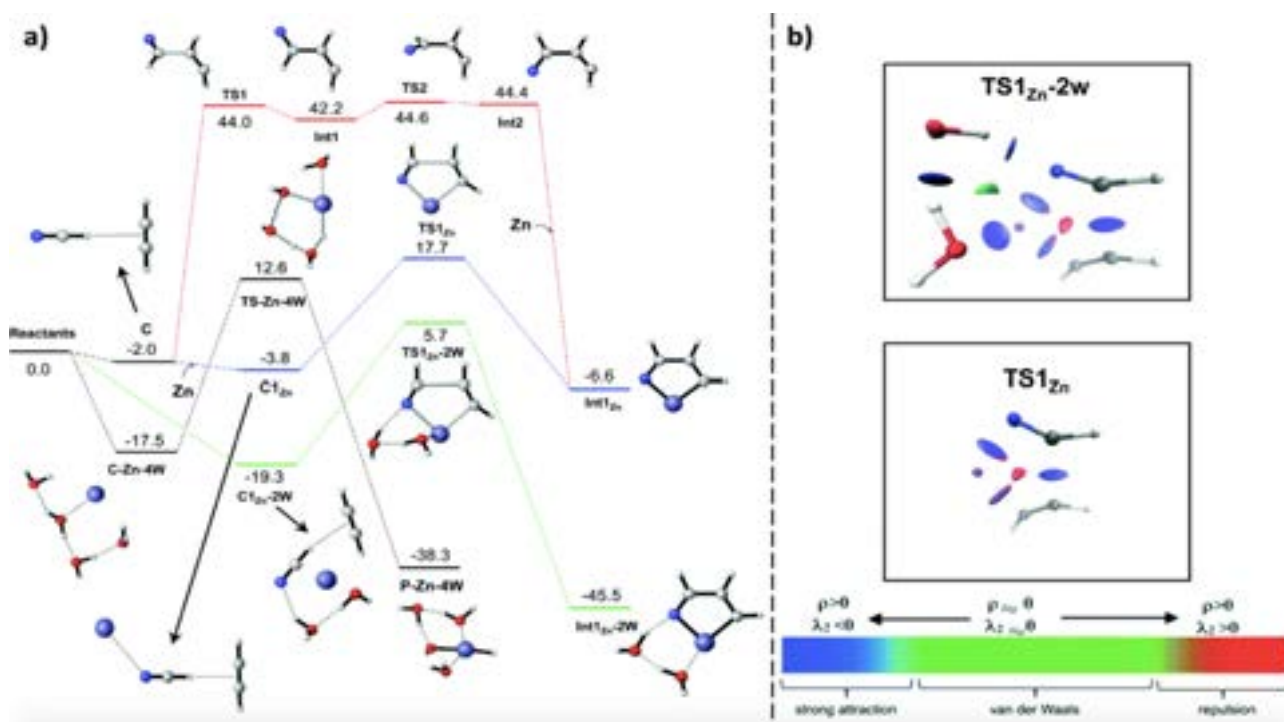 a)
TS1
44.0
42.2
Int1
TS2
44.6
44.4
Int2
Zn
TS1Zn
17.7
12.6
TS-Zn-4W
Reactants
0.0
C
-2.0
Zn
-3.8
C1Zn
5.7
TS1Zn-2W
-6.6
Int1Zn
-17.5
C-Zn-4W
-19.3
C1Zn-2W
-38.3
P-Zn-4W
-45.5
Int1Zn-2W
b)
TS1Zn-2w
TS1Zn
ρ>0
λ2<0
ρ≈0
λ2≈0
ρ>0
λ2>0
strong attraction
van der Waals
repulsion